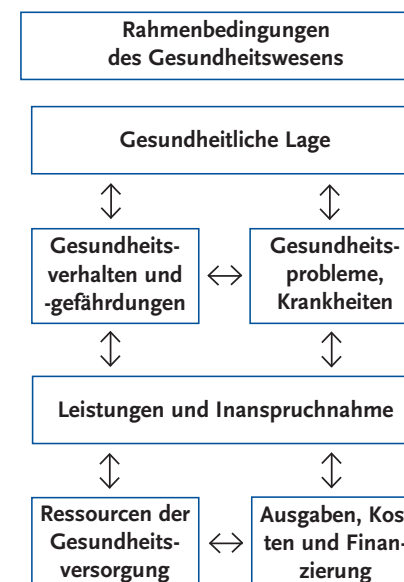 Rahmenbedingungen
des Gesundheitswesens
Gesundheitliche Lage
Gesundheits-
verhalten und
-gefährdungen
Gesundheits-
probleme,
Krankheiten
Leistungen und Inanspruchnahme
Ressourcen der
Gesundheits-
versorgung
Ausgaben, Kos-
ten und Finan-
zierung